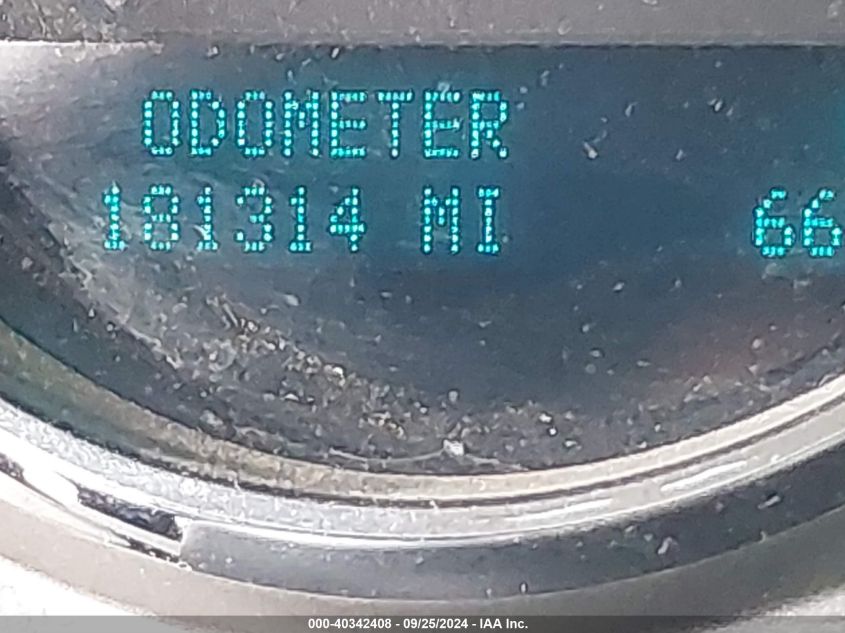 ODOMETER
181314 MI 66
000-40342408 - 09/25/2024 - IAA Inc.